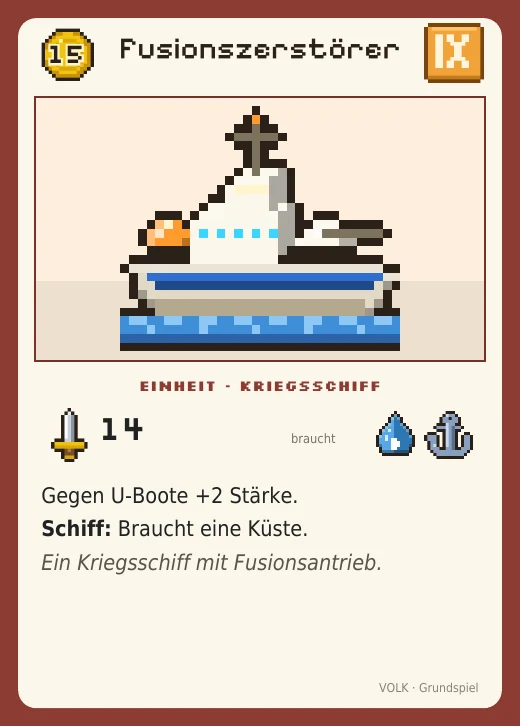 15 Fusionszerstörer IX
EINHEIT · KRIEGSSCHIFF
14 braucht
Gegen U-Boote +2 Stärke.
Schiff: Braucht eine Küste.
Ein Kriegsschiff mit Fusionsantrieb.
VOLK · Grundspiel